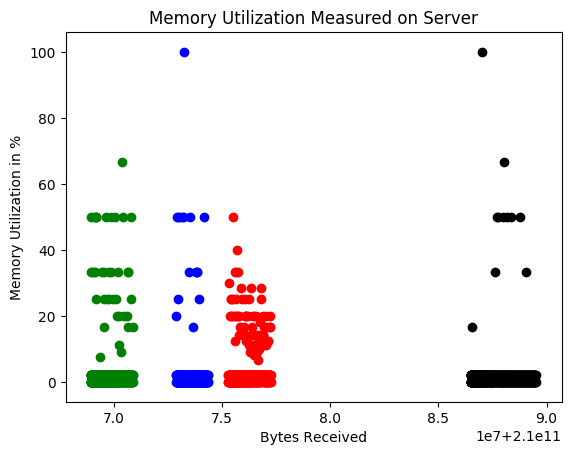 Memory Utilization Measured on Server
100
80
60
40
20
0
Memory Utilization in %
7.0 7.5 8.0 8.5 9.0
Bytes Received
1e7+2.1e11